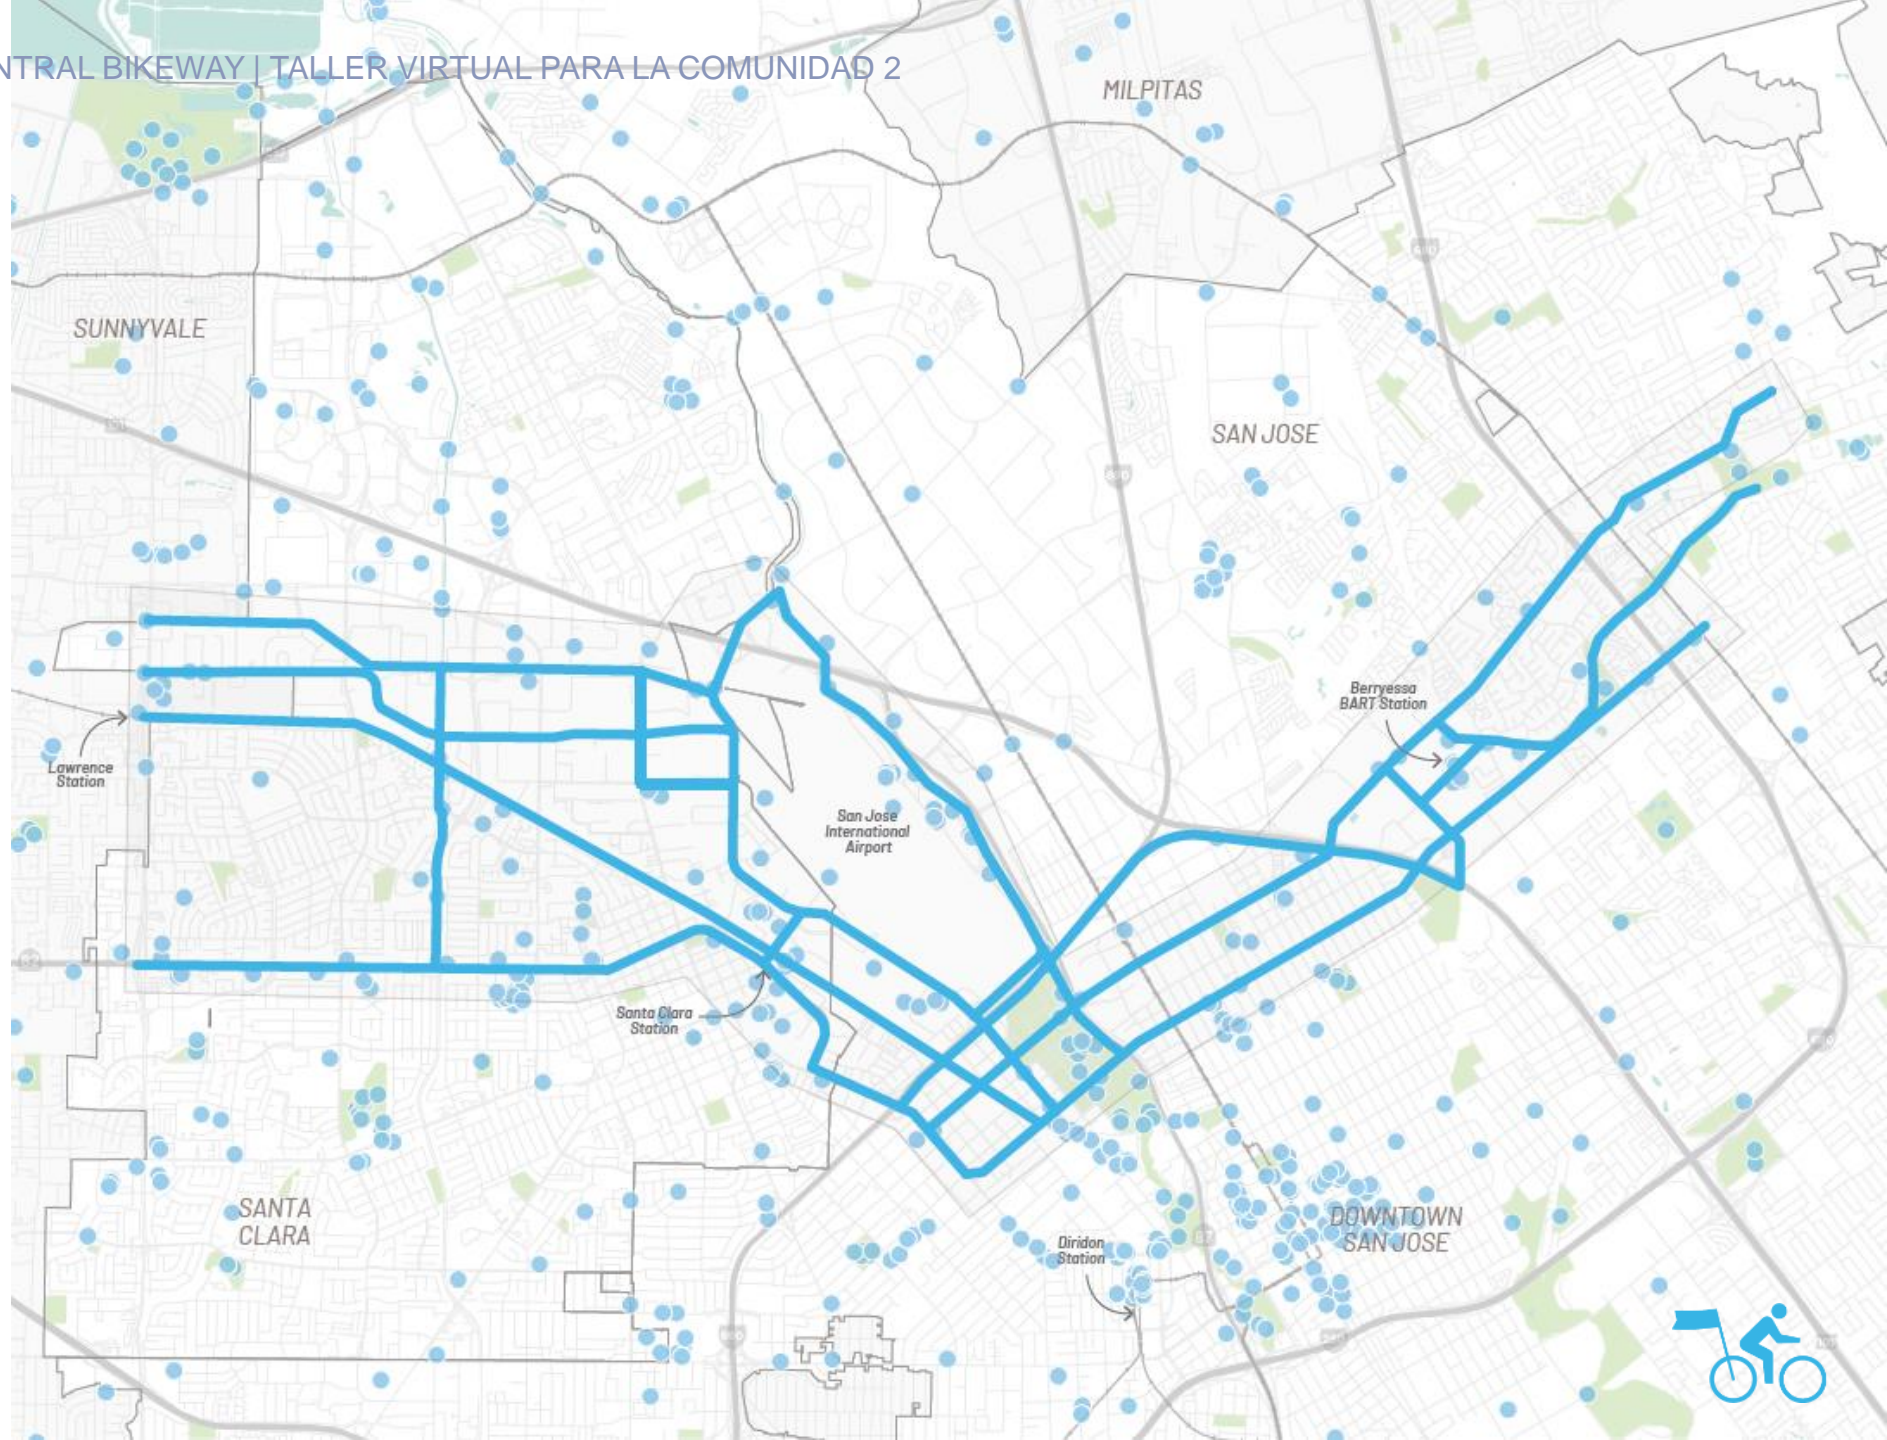 NTRAL BIKEWAY | TALLER VIRTUAL PARA LA COMUNIDAD 2
MILPITAS
SUNNYVALE
SAN JOSE
Berryessa
BART Station
Lawrence
Station
San Jose
International
Airport
Santa Clara
Station
SANTA
CLARA
Diridon
Station
DOWNTOWN
SAN JOSE